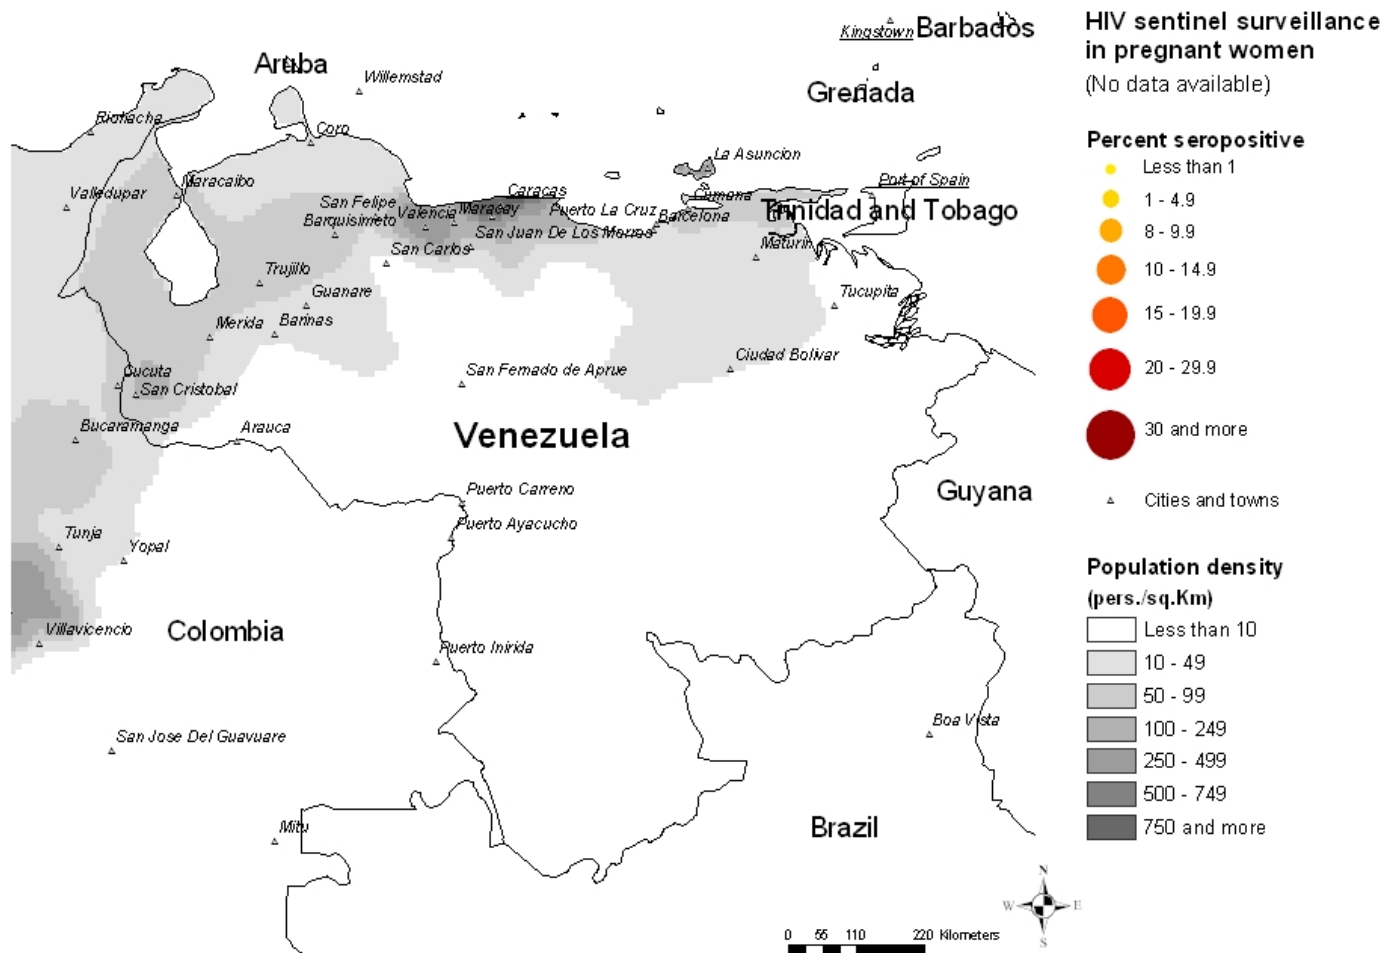 HIV sentinel surveillance
in pregnant women
(No data available)
Percent seropositive
Less than 1
1 - 4.9
8 - 9.9
10 - 14.9
15 - 19.9
20 - 29.9
30 and more
Cities and towns
Population density
(pers./sq.Km)
Less than 10
10 - 49
50 - 99
100 - 249
250 - 499
500 - 749
750 and more
Kingstown
Barbados
Aruba
Willemstad
Grenada
Riohacha
Coro
La Asuncion
Maracaibo
Valledupar
Port of Spain
Caracas
Cumana
San Felipe
Valencia
Maracay
Puerto La Cruz
Barcelona
Trinidad and Tobago
Barquisimeto
San Juan De Los Morros
San Carlos
Maturin
Trujillo
Guanare
Tucupita
Merida
Barinas
Ciudad Bolivar
Cucuta
San Cristobal
San Fernado de Aprue
Bucaramanga
Arauca
Venezuela
Puerto Carreno
Guyana
Puerto Ayacucho
Tunja
Yopal
Villavicencio
Colombia
Puerto Inirida
San Jose Del Guavuare
Boa Vista
Mitu
Brazil
N
W
E
S
0 55 110 220 Kilometers